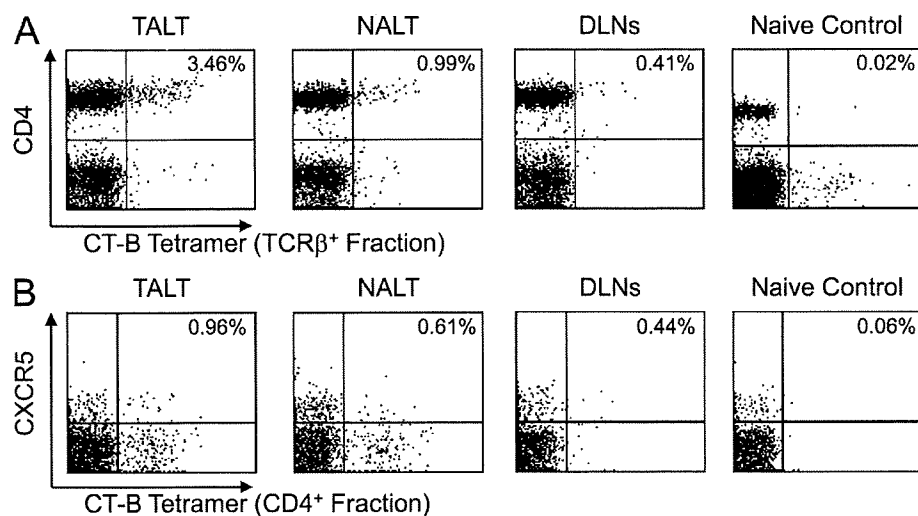 A
TALT
NALT
DLNs
Naive Control
3.46%
0.99%
0.41%
0.02%
CD4
CT-B Tetramer (TCRβ⁺ Fraction)
B
TALT
NALT
DLNs
Naive Control
0.96%
0.61%
0.44%
0.06%
CXCR5
CT-B Tetramer (CD4⁺ Fraction)